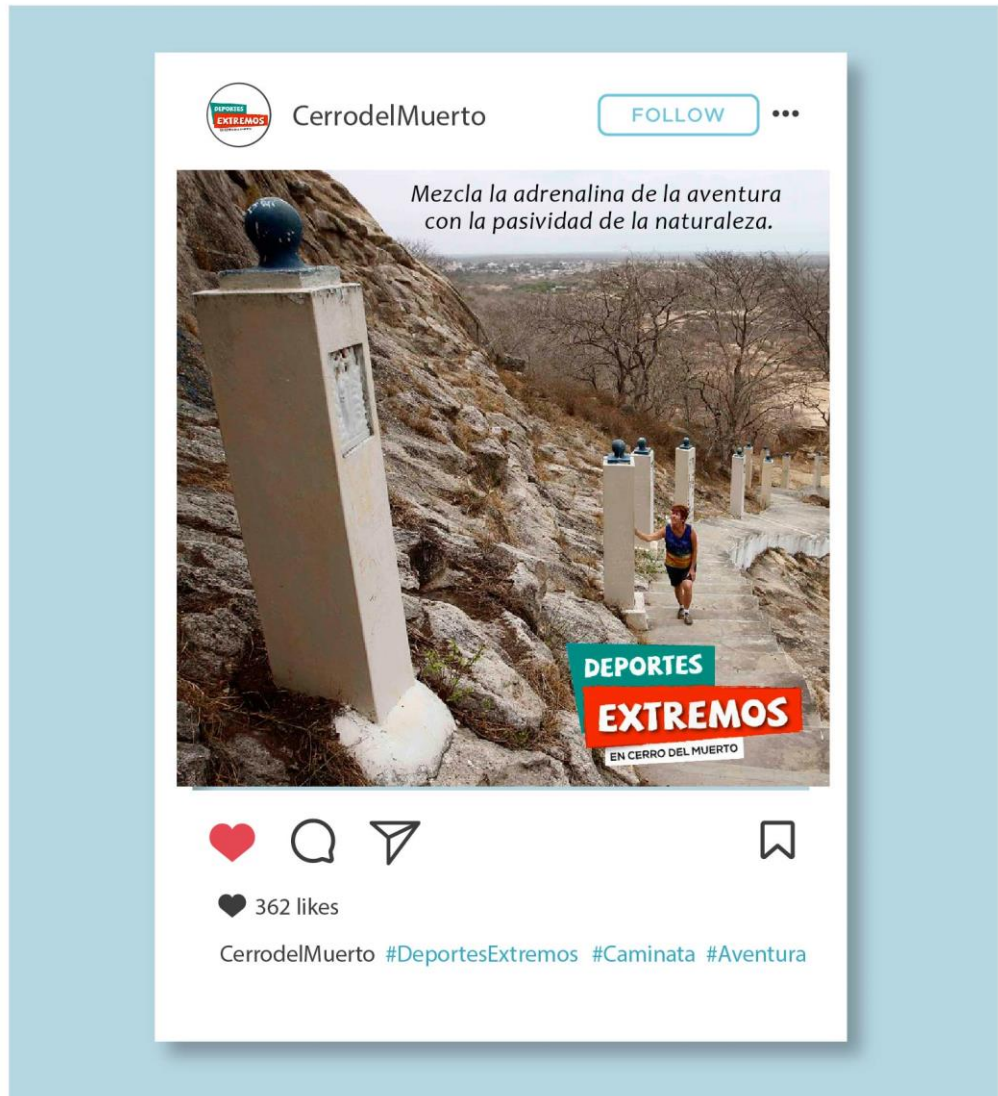 DEPORTES
EXTREMOS
CerrodelMuerto
FOLLOW
Mezcla la adrenalina de la aventura
con la pasividad de la naturaleza.
DEPORTES
EXTREMOS
EN CERRO DEL MUERTO
362 likes
CerrodelMuerto #DeportesExtremos #Caminata #Aventura